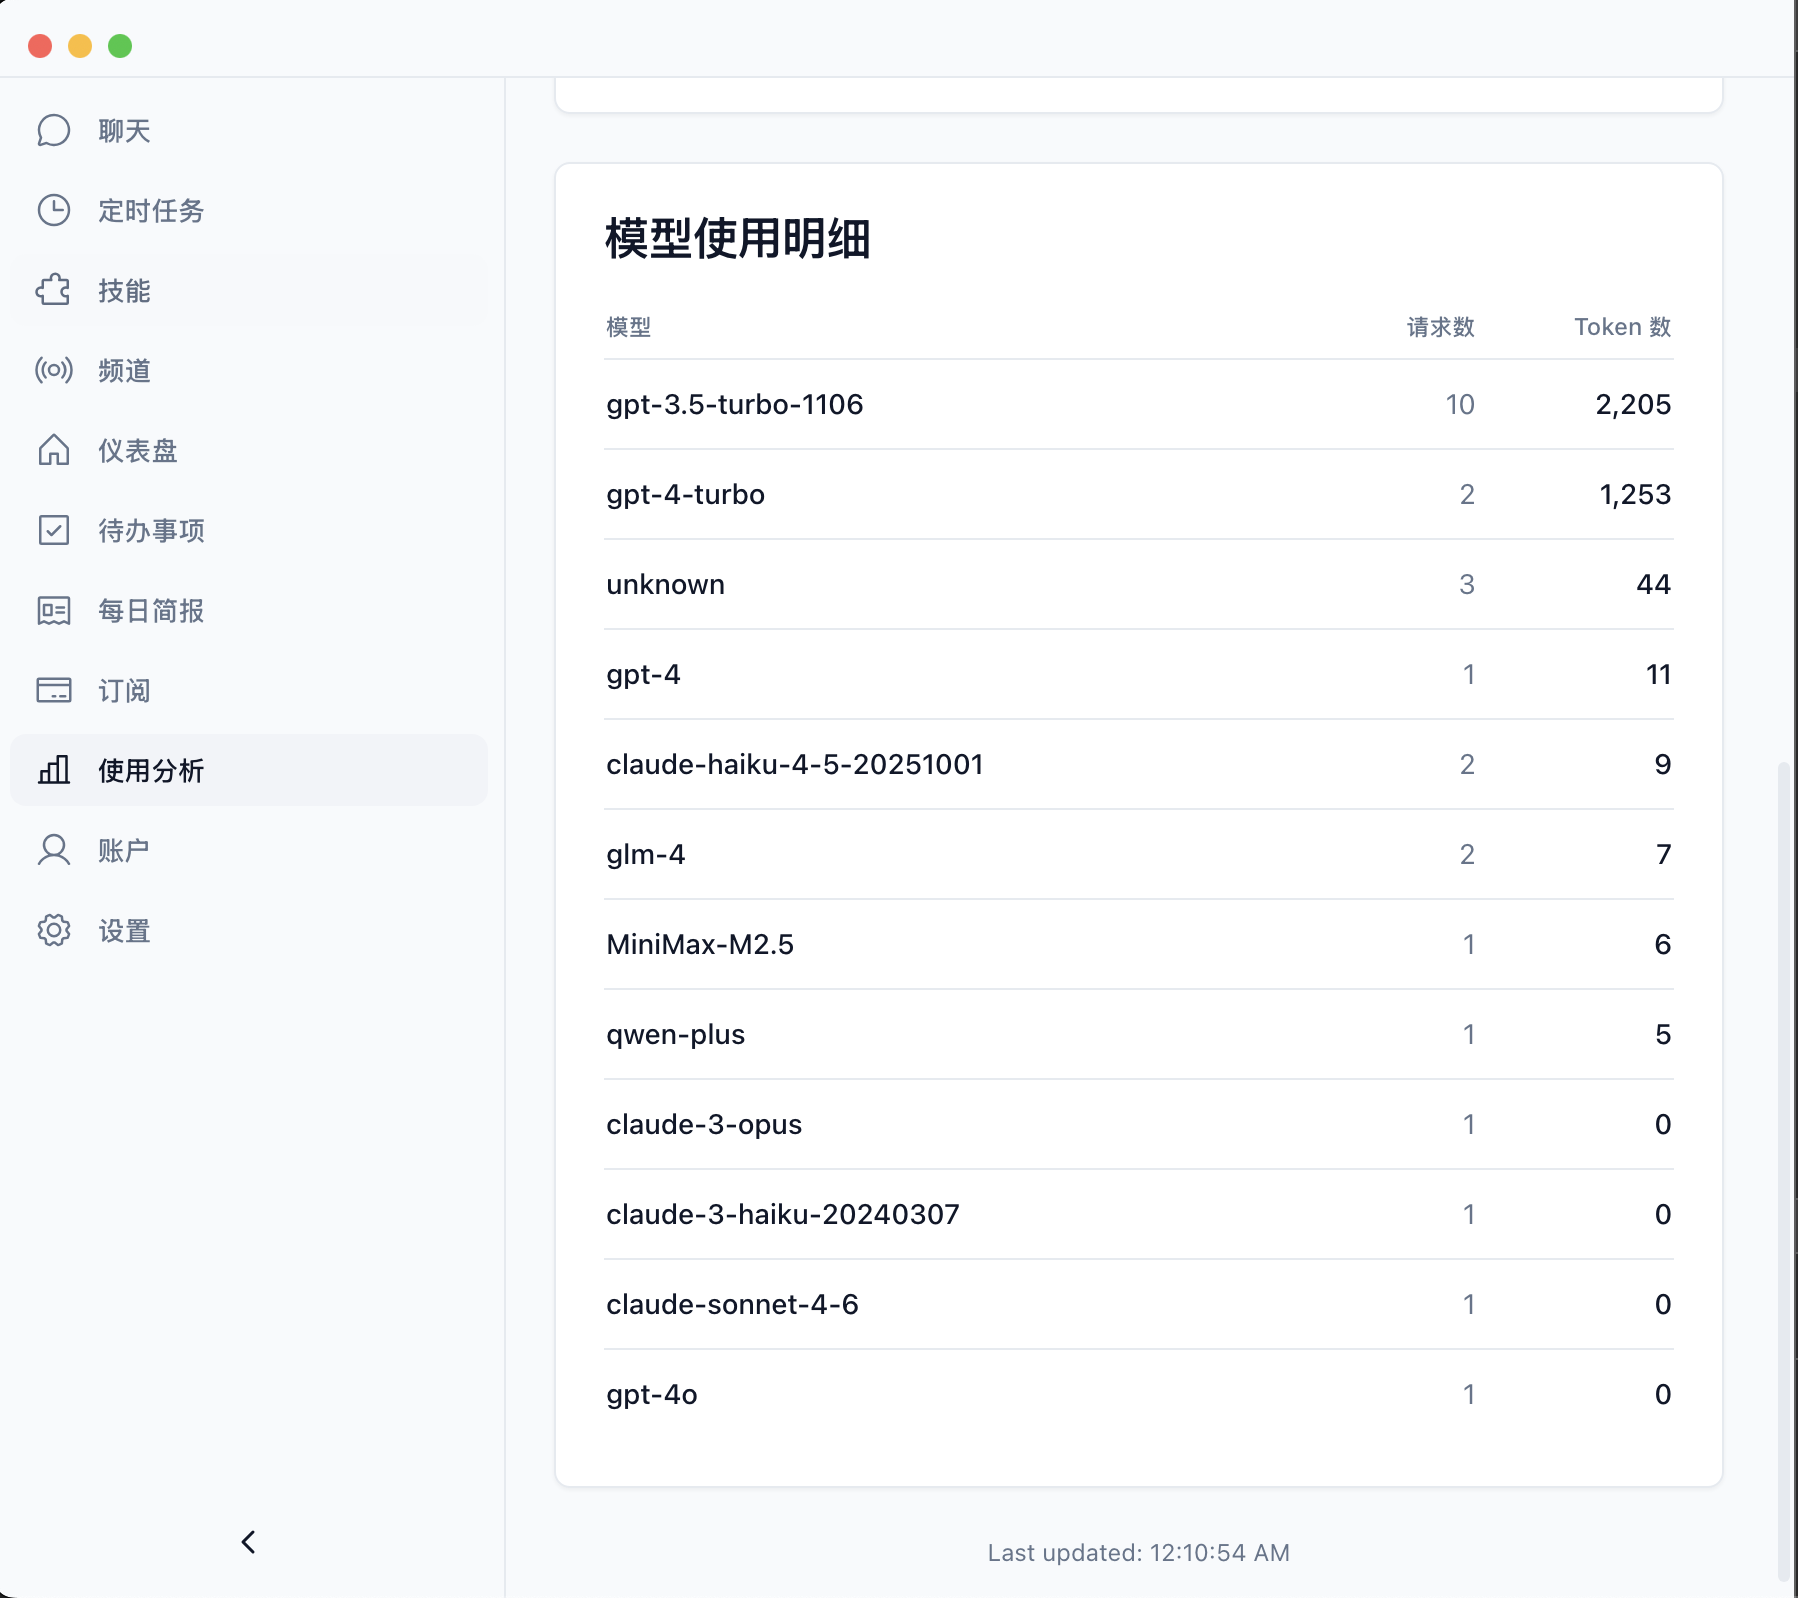 聊天
定时任务
技能
频道
仪表盘
待办事项
每日简报
订阅
使用分析
账户
设置
模型使用明细
模型 请求数 Token 数
gpt-3.5-turbo-1106 10 2,205
gpt-4-turbo 2 1,253
unknown 3 44
gpt-4 1 11
claude-haiku-4-5-20251001 2 9
glm-4 2 7
MiniMax-M2.5 1 6
qwen-plus 1 5
claude-3-opus 1 0
claude-3-haiku-20240307 1 0
claude-sonnet-4-6 1 0
gpt-4o 1 0
Last updated: 12:10:54 AM